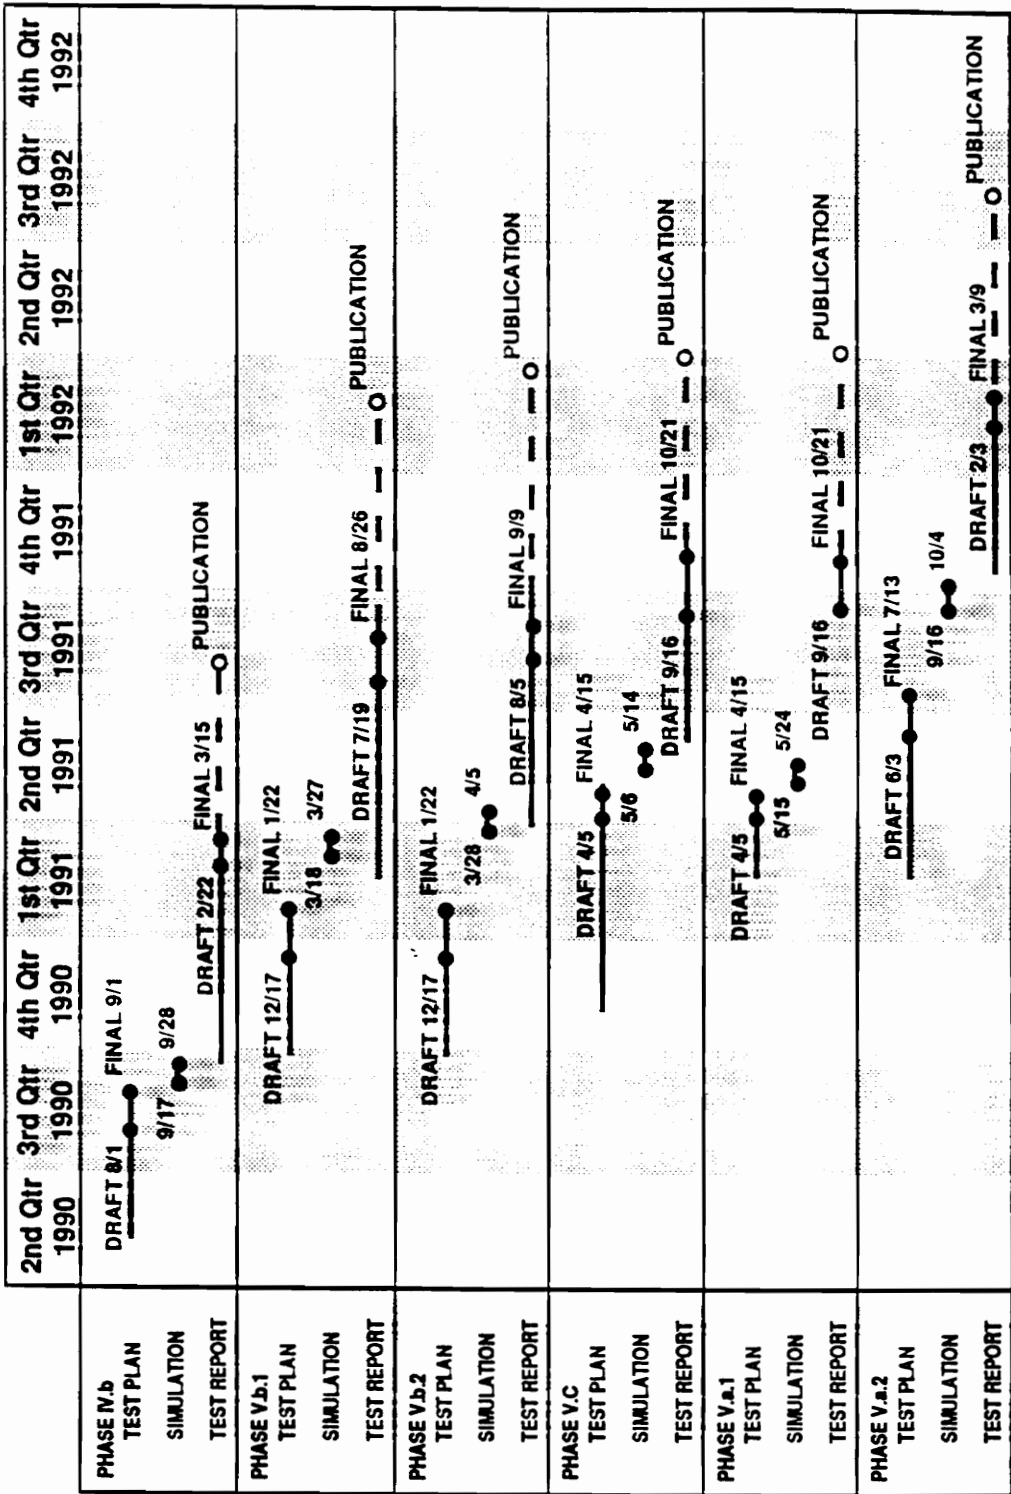 2nd Qtr 3rd Qtr 4th Qtr 1st Qtr 2nd Qtr 3rd Qtr 4th Qtr 1st Qtr 2nd Qtr 3rd Qtr 4th Qtr
1990 1990 1990 1991 1991 1991 1991 1992 1992 1992 1992
PHASE IV.b
TEST PLAN DRAFT 8/1 FINAL 9/1
SIMULATION 9/17 9/28
TEST REPORT DRAFT 2/22 FINAL 3/15 PUBLICATION
PHASE V.b.1
TEST PLAN DRAFT 12/17 FINAL 1/22
SIMULATION 3/18 3/27
TEST REPORT DRAFT 7/19 FINAL 8/26 PUBLICATION
PHASE V.b.2
TEST PLAN DRAFT 12/17 FINAL 1/22
SIMULATION 3/28 4/5
TEST REPORT DRAFT 8/5 FINAL 9/9 PUBLICATION
PHASE V.C
TEST PLAN DRAFT 4/5 FINAL 4/15
SIMULATION 5/6 5/14
TEST REPORT DRAFT 9/16 FINAL 10/21 PUBLICATION
PHASE V.a.1
TEST PLAN DRAFT 4/5 FINAL 4/15
SIMULATION 5/15 5/24
TEST REPORT DRAFT 9/16 FINAL 10/21 PUBLICATION
PHASE V.a.2
TEST PLAN DRAFT 6/3 FINAL 7/13
SIMULATION 9/16 10/4
TEST REPORT DRAFT 2/3 FINAL 3/9 PUBLICATION